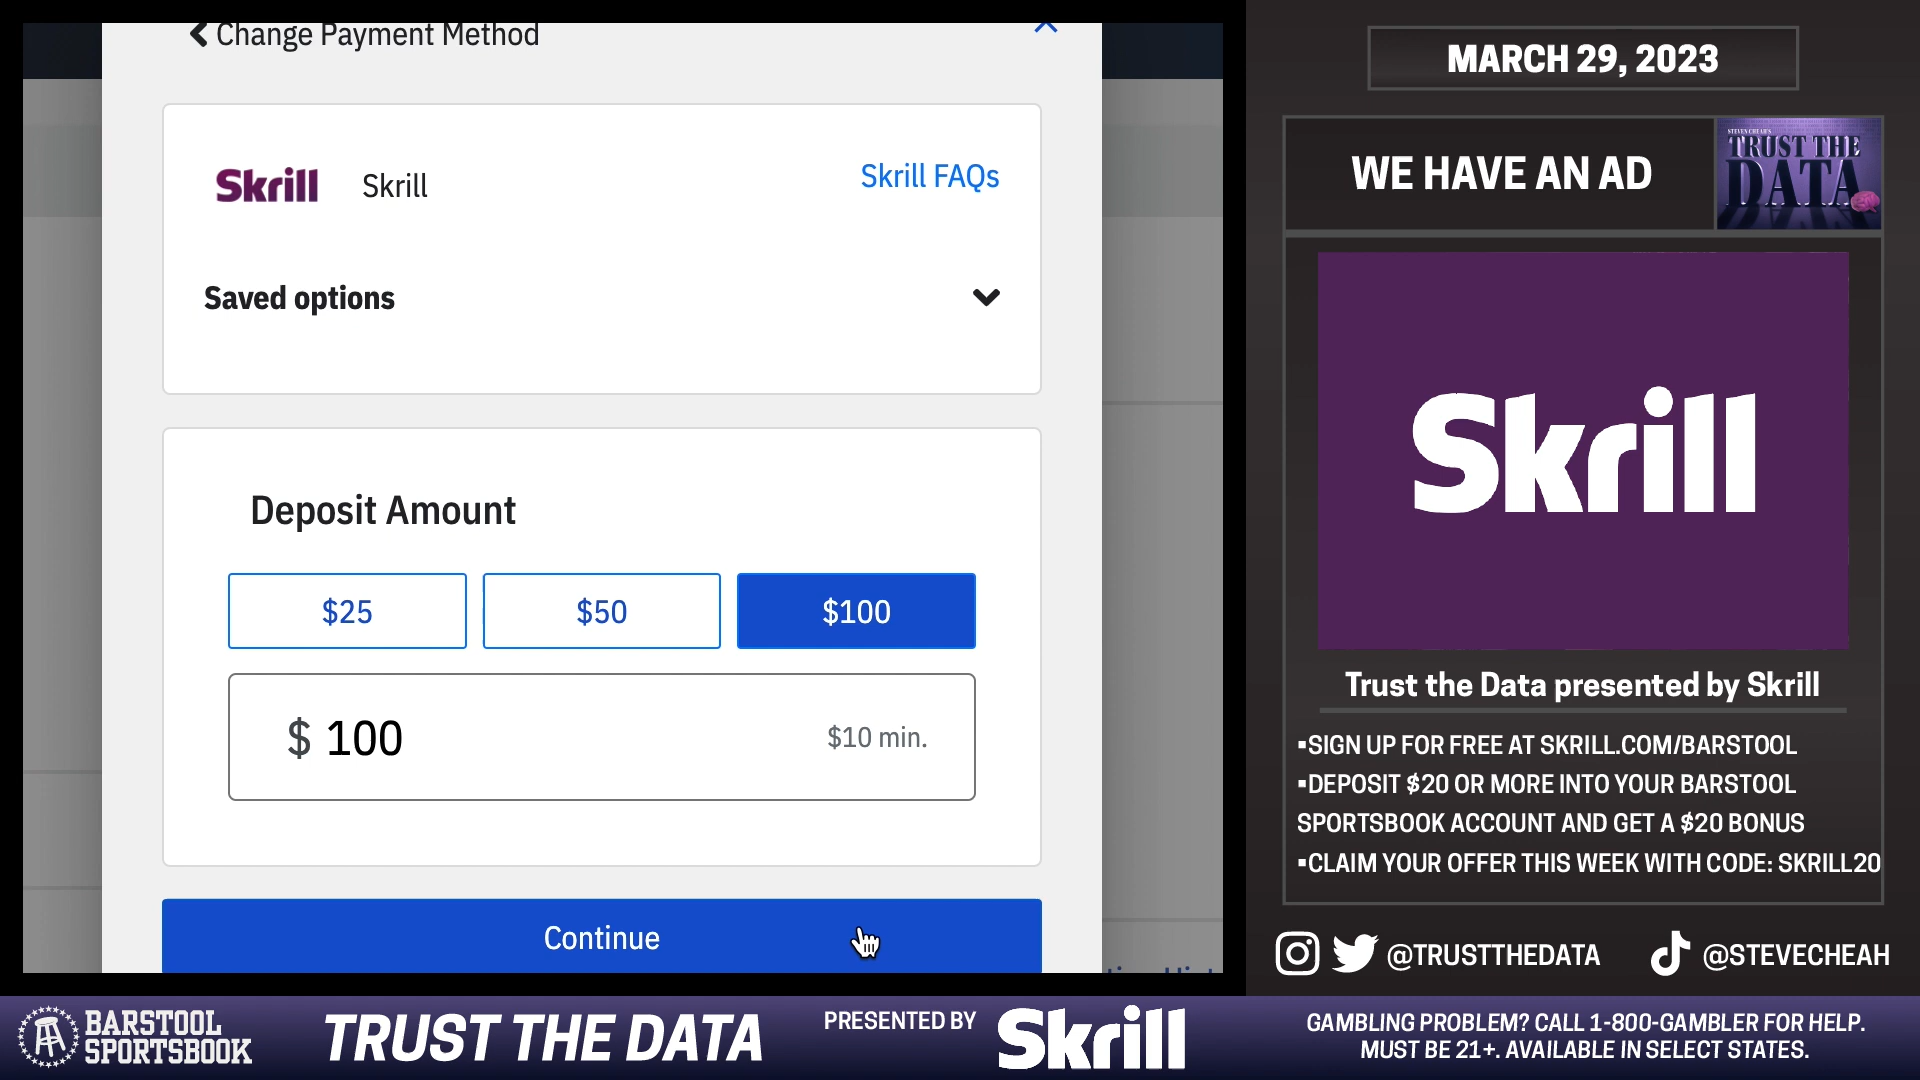 Change Payment Method
Skrill
Skrill
Skrill FAQs
Saved options
Deposit Amount
$25
$50
$100
$ 100
$10 min.
Continue
MARCH 29, 2023
WE HAVE AN AD
STEVEN CHEAH'S
TRUST THE
DATA
Skrill
Trust the Data presented by Skrill
▪SIGN UP FOR FREE AT SKRILL.COM/BARSTOOL
▪DEPOSIT $20 OR MORE INTO YOUR BARSTOOL
SPORTSBOOK ACCOUNT AND GET A $20 BONUS
▪CLAIM YOUR OFFER THIS WEEK WITH CODE: SKRILL20
@TRUSTTHEDATA
@STEVECHEAH
BARSTOOL
SPORTSBOOK
TRUST THE DATA
PRESENTED BY
Skrill
GAMBLING PROBLEM? CALL 1-800-GAMBLER FOR HELP.
MUST BE 21+. AVAILABLE IN SELECT STATES.